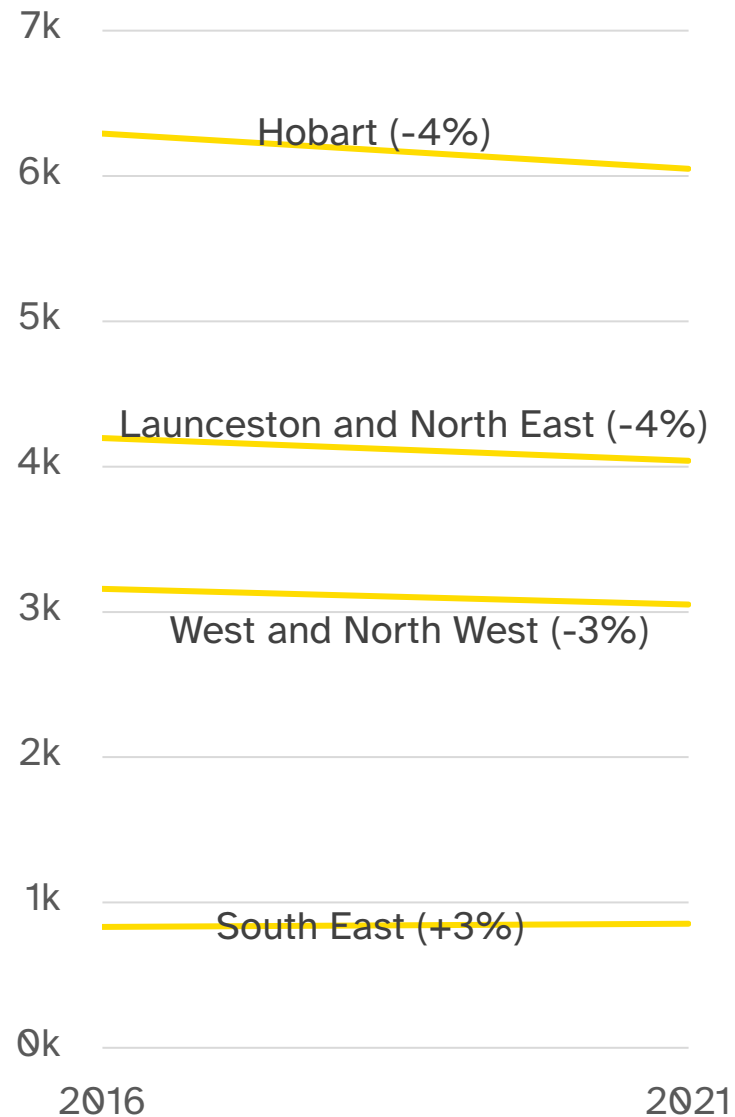 7k
Hobart (-4%)
6k
5k
Launceston and North East (-4%)
4k
3k
West and North West (-3%)
2k
1k
South East (+3%)
0k
2016 2021